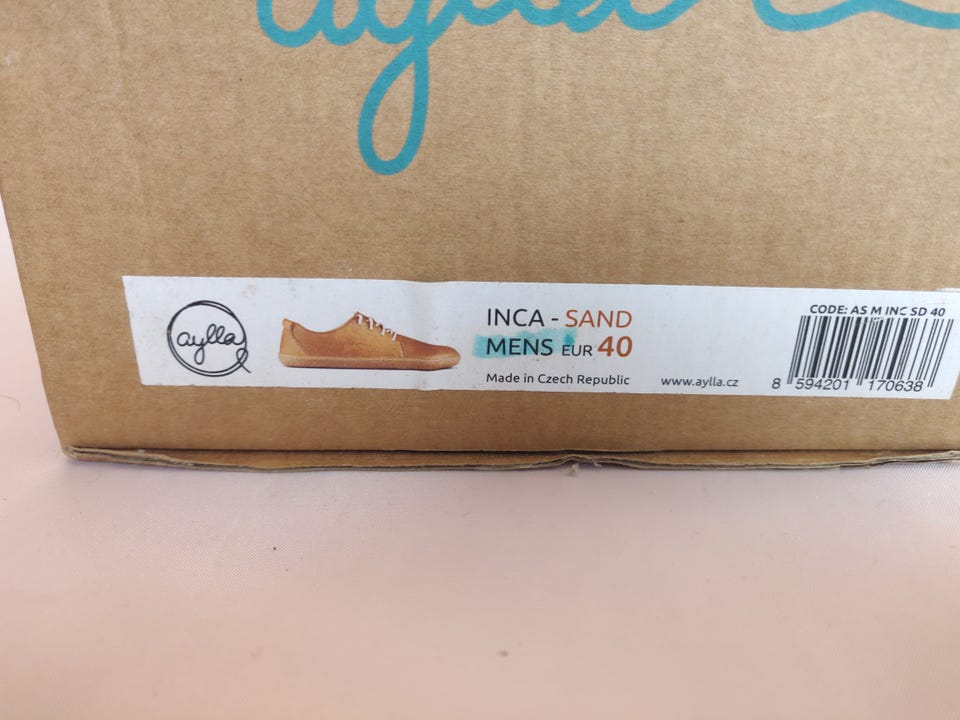 aylla
aylla
INCA - SAND
MENS EUR 40
Made in Czech Republic
www.aylla.cz
CODE: AS M INC SD 40
8 594201 170638